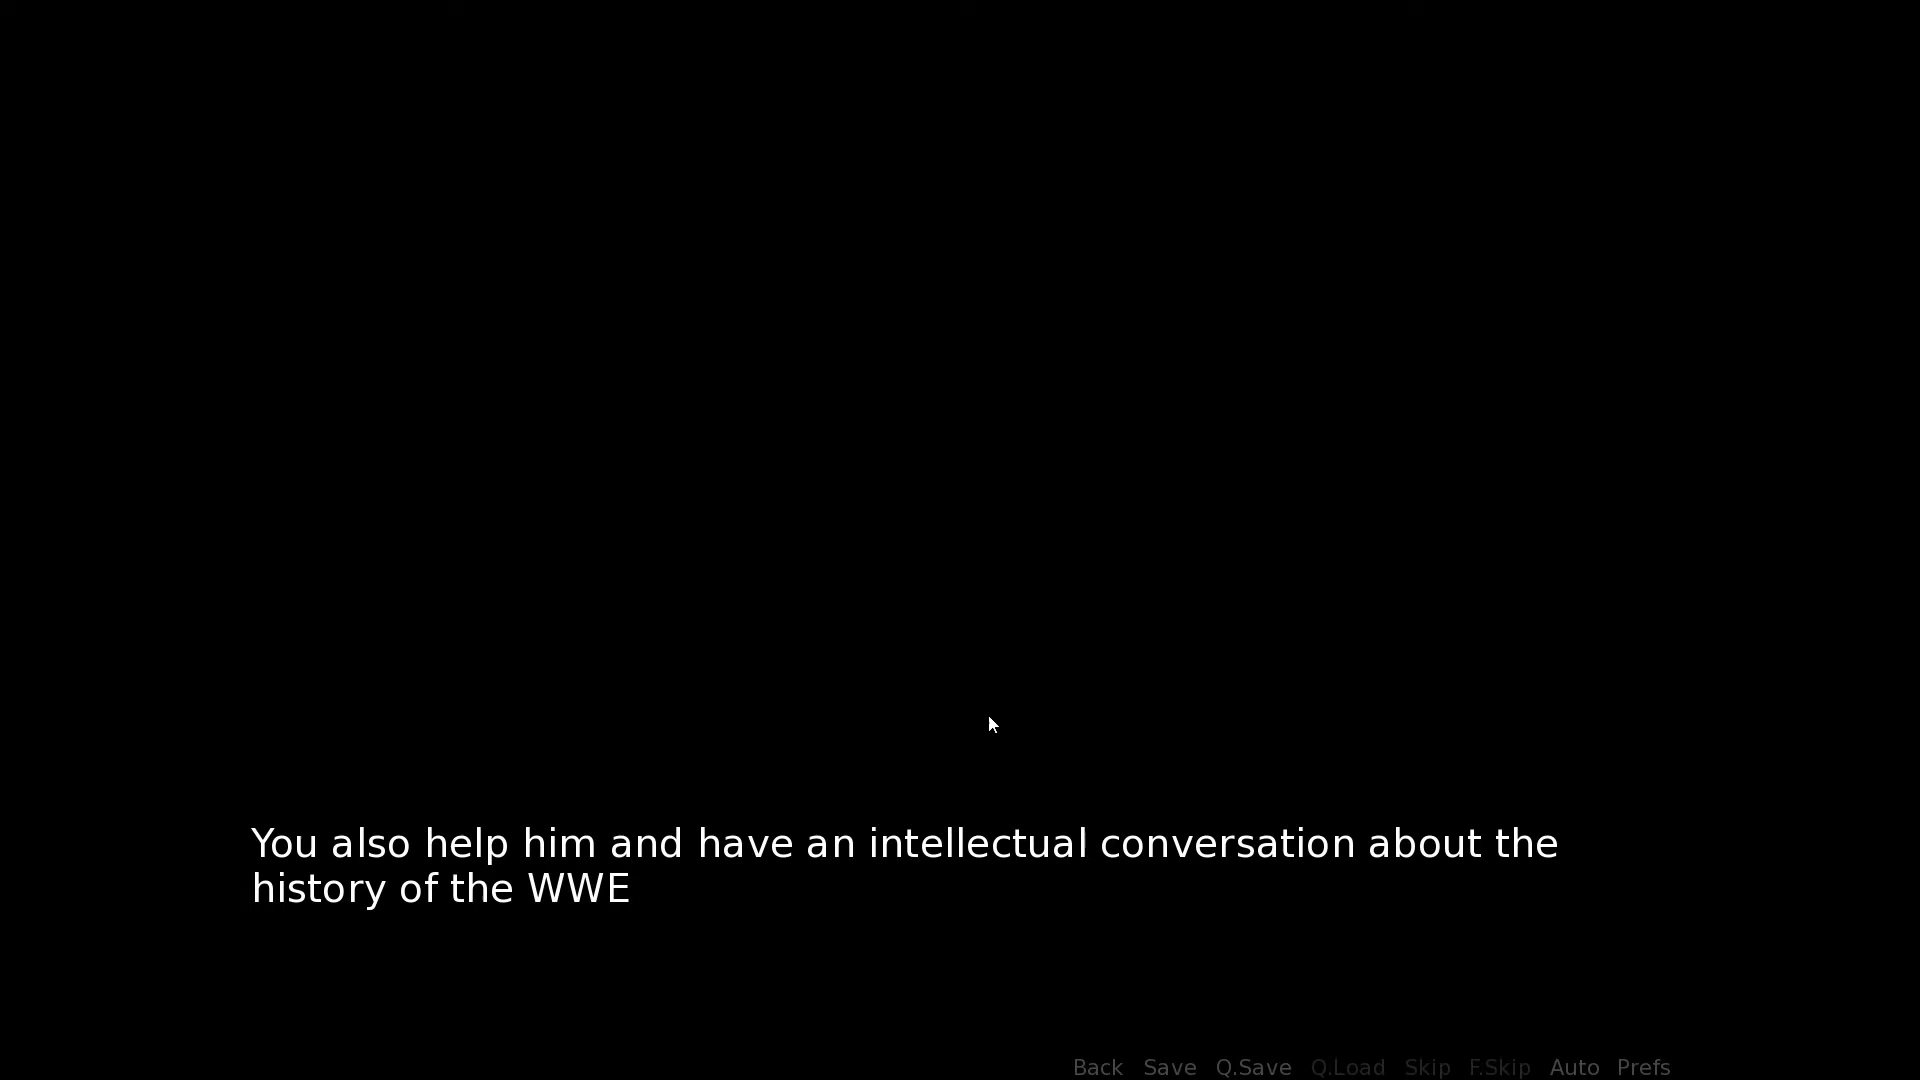 You also help him and have an intellectual conversation about the
history of the WWE
Back Save Q.Save Q.Load Skip F.Skip Auto Prefs